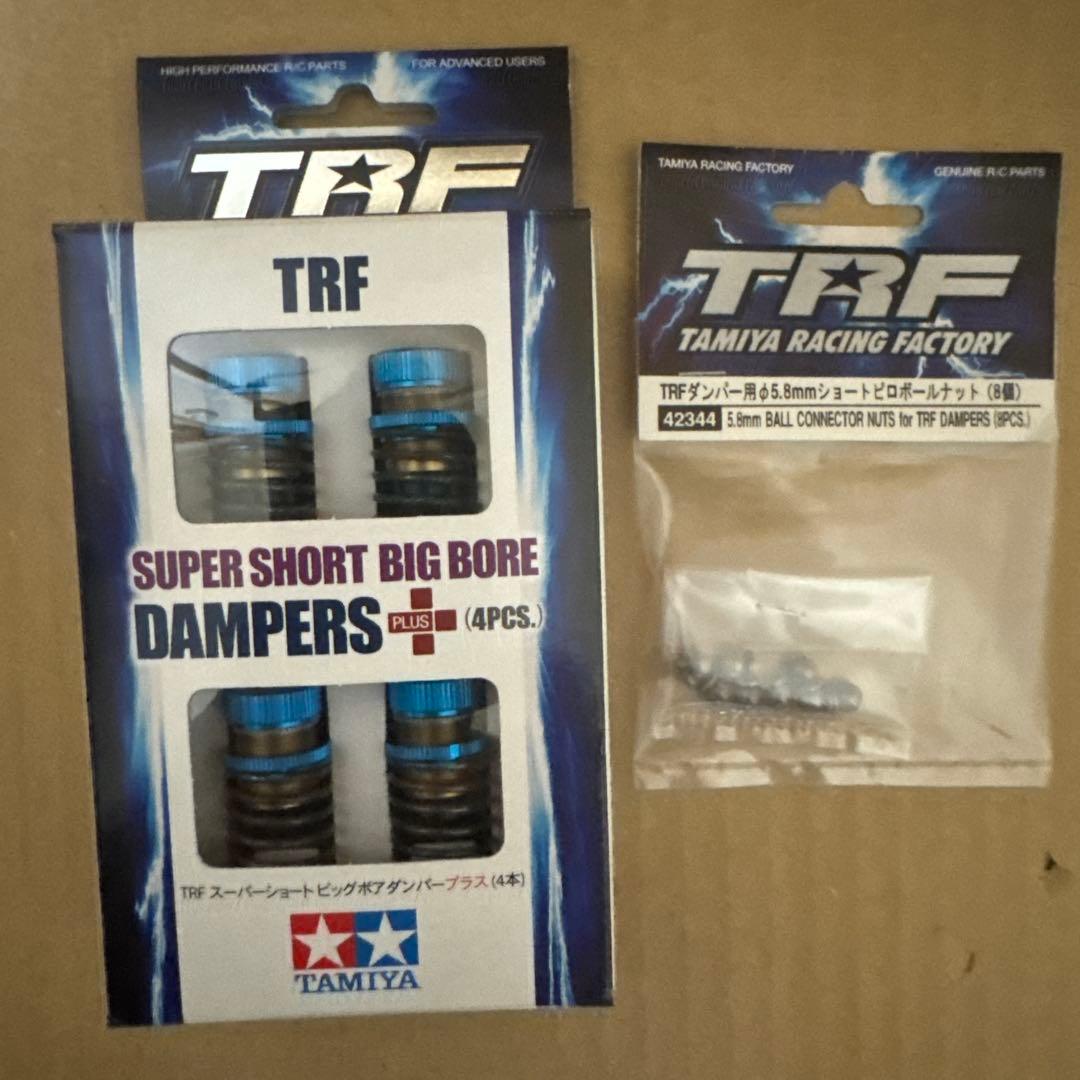 HIGH PERFORMANCE R/C PARTS
FOR ADVANCED USERS
TRF
TRF
SUPER SHORT BIG BORE
DAMPERS PLUS (4PCS.)
TRF スーパーショート ビッグボアダンパープラス (4本)
TAMIYA
TAMIYA RACING FACTORY
GENUINE R/C PARTS
TRF
TAMIYA RACING FACTORY
TRFダンパー用φ5.8mmショートピロボールナット (8個)
42344 5.8mm BALL CONNECTOR NUTS for TRF DAMPERS (8PCS.)